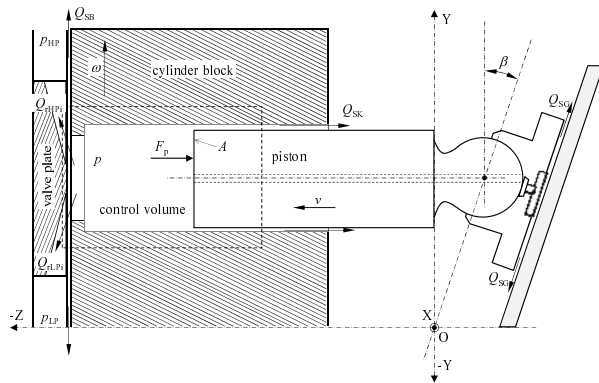 Q_SB
Y
p_HP
β
ω
cylinder block
Q_SG
Q_rHPi
Q_SK
valve plate
p
F_p
A
piston
control volume
v
Q_rLPi
Q_SG
p_LP
X
-Z
O
-Y